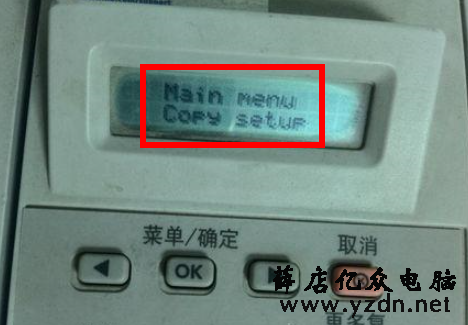 Main menu
Copy setup
菜单/确定
取消
OK
薛店亿众电脑
www.yzdn.net